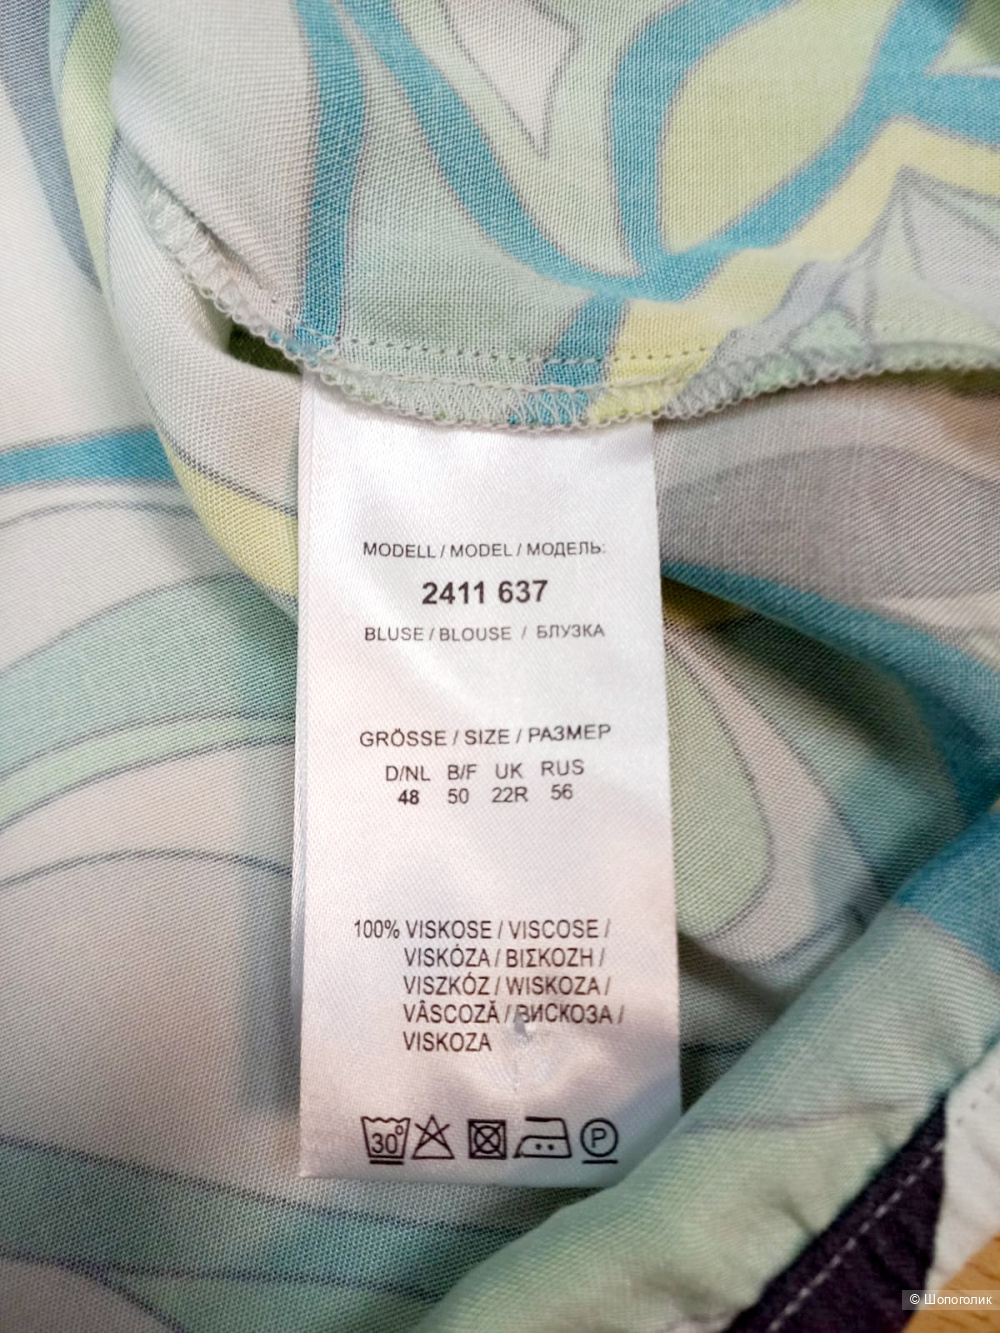 MODELL / MODEL / МОДЕЛЬ:
2411 637
BLUSE / BLOUSE / БЛУЗКА
GRÖSSE / SIZE / РАЗМЕР
D/NL B/F UK RUS
48 50 22R 56
100% VISKOSE / VISCOSE /
VISKÓZA / ΒΙΣΚΟΖΗ /
VISZKÓZ / WISKOZA /
VÂSCOZĂ / ВИСКОЗА /
VISKOZA
30°
P
© Шопоголик